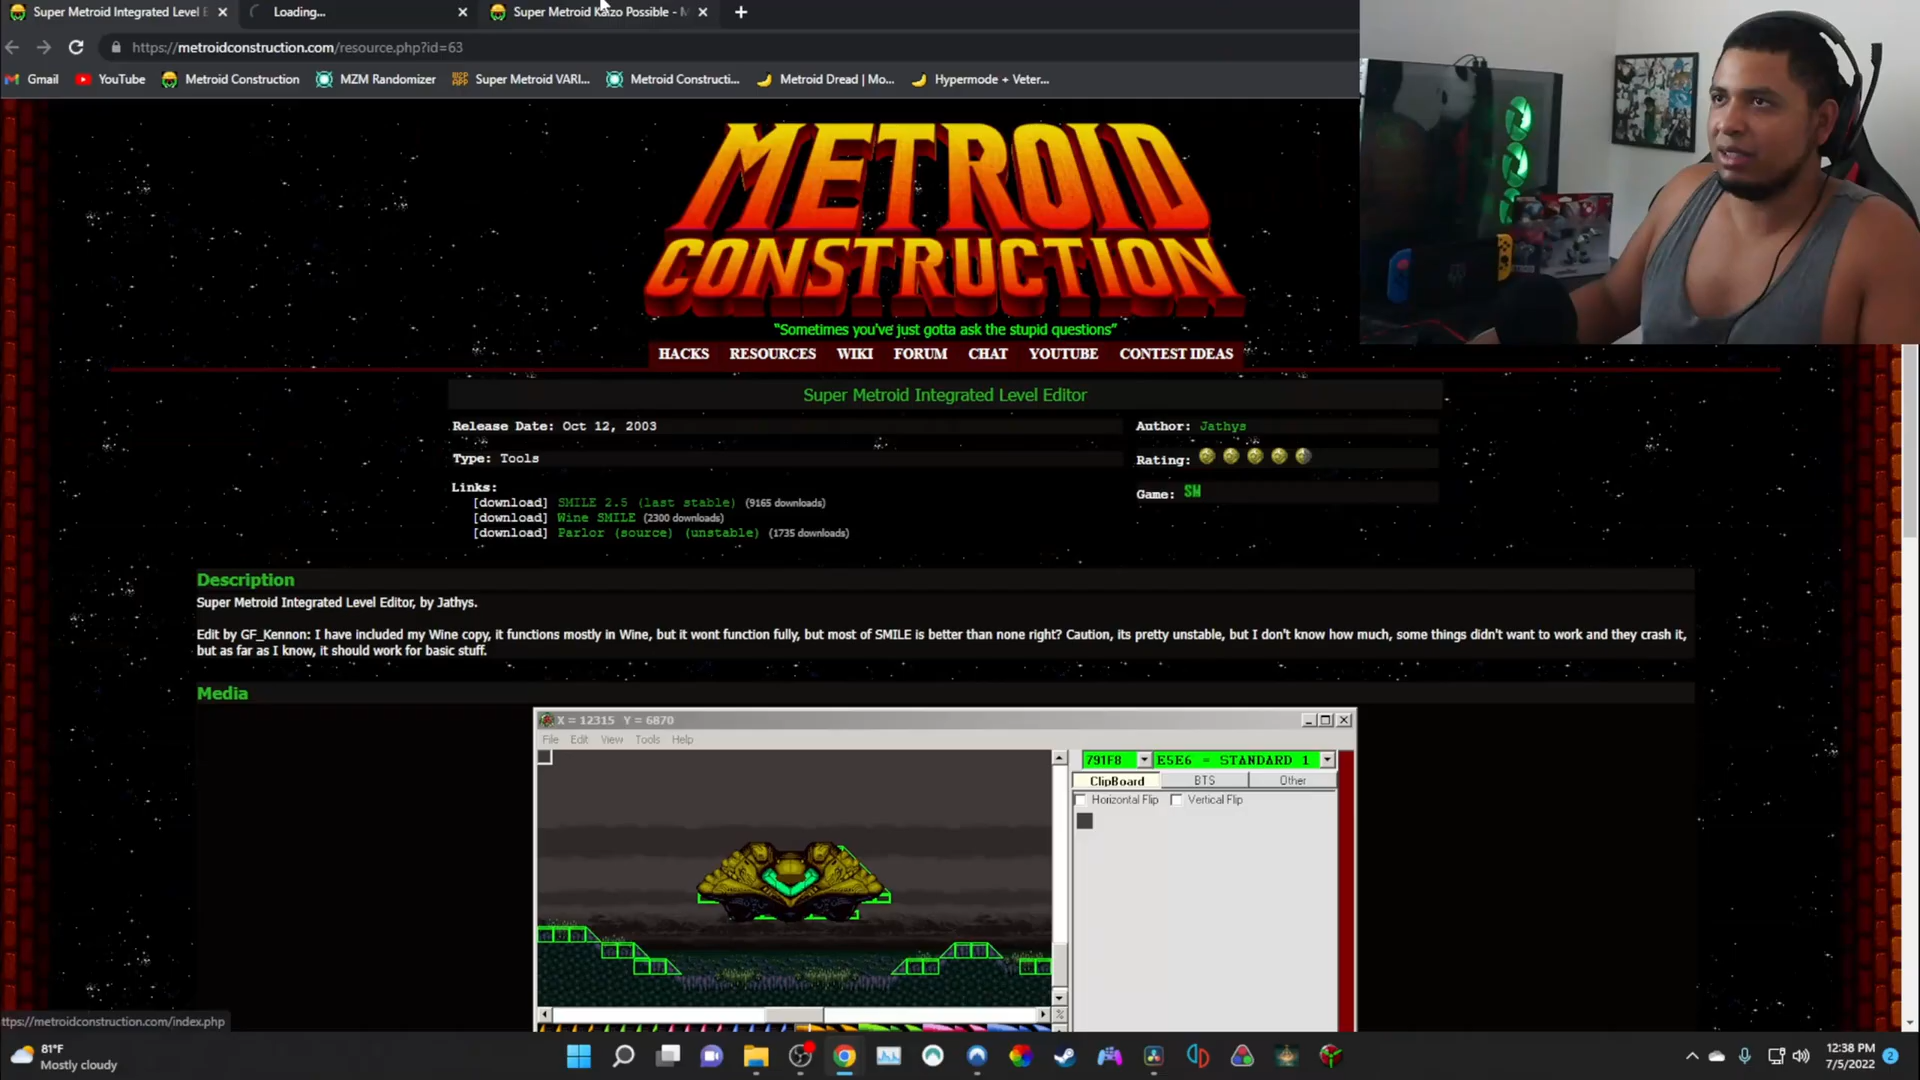 Super Metroid Integrated Level E
Loading...
Super Metroid Kaizo Possible - M
https://metroidconstruction.com/resource.php?id=63
Gmail
YouTube
Metroid Construction
MZM Randomizer
Super Metroid VARI...
Metroid Constructi...
Metroid Dread | Mo...
Hypermode + Veter...
METROID
CONSTRUCTION
"Sometimes you've just gotta ask the stupid questions"
HACKS RESOURCES WIKI FORUM CHAT YOUTUBE CONTEST IDEAS
Super Metroid Integrated Level Editor
Release Date: Oct 12, 2003
Author: Jathys
Type: Tools
Rating:
Links:
Game: SM
[download] SMILE 2.5 (last stable) (9165 downloads)
[download] Wine SMILE (2300 downloads)
[download] Parlor (source) (unstable) (1735 downloads)
Description
Super Metroid Integrated Level Editor, by Jathys.
Edit by GF_Kennon: I have included my Wine copy, it functions mostly in Wine, but it wont function fully, but most of SMILE is better than none right? Caution, its pretty unstable, but I don't know how much, some things didn't want to work and they crash it,
but as far as I know, it should work for basic stuff.
Media
X = 12315 Y = 6870
File Edit View Tools Help
791F8 E5E6 = STANDARD 1
ClipBoard BTS Other
Horizontal Flip Vertical Flip
ttps://metroidconstruction.com/index.php
81°F
Mostly cloudy
12:38 PM
7/5/2022
2